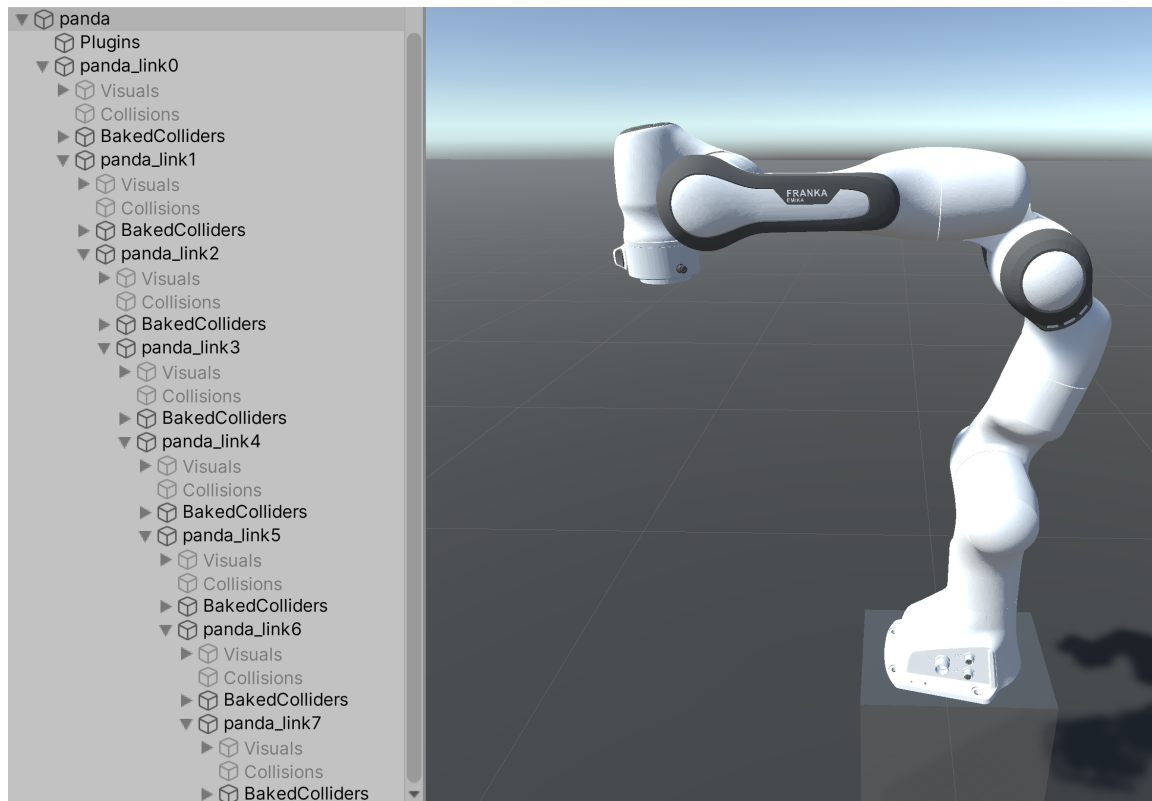 panda
Plugins
panda_link0
Visuals
Collisions
BakedColliders
panda_link1
Visuals
Collisions
BakedColliders
panda_link2
Visuals
Collisions
BakedColliders
panda_link3
Visuals
Collisions
BakedColliders
panda_link4
Visuals
Collisions
BakedColliders
panda_link5
Visuals
Collisions
BakedColliders
panda_link6
Visuals
Collisions
BakedColliders
panda_link7
Visuals
Collisions
BakedColliders
FRANKA
EMIKA